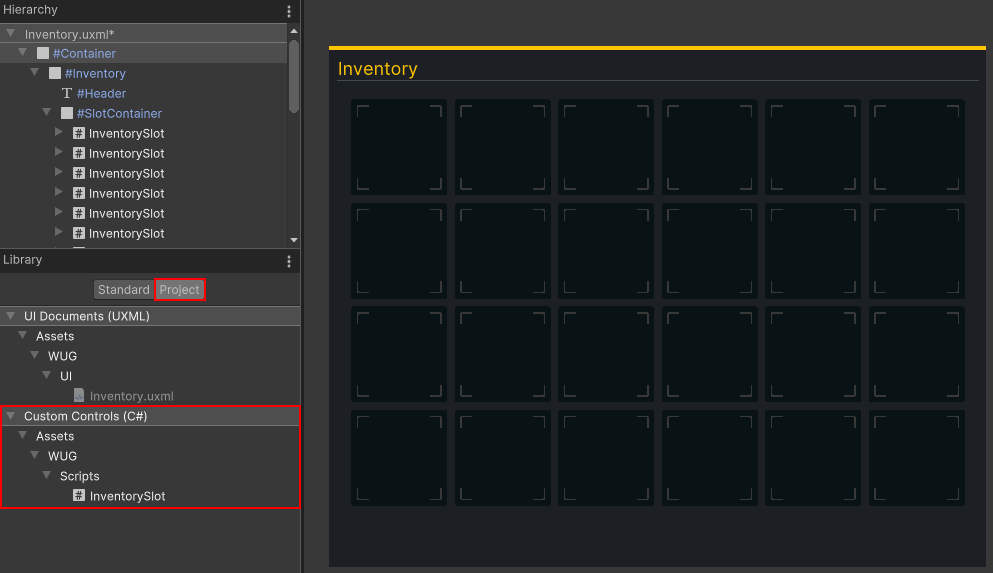 Hierarchy
Inventory.uxml*
#Container
#Inventory
T #Header
#SlotContainer
# InventorySlot
# InventorySlot
# InventorySlot
# InventorySlot
# InventorySlot
# InventorySlot
Library
Standard Project
UI Documents (UXML)
Assets
WUG
UI
Inventory.uxml
Custom Controls (C#)
Assets
WUG
Scripts
# InventorySlot
Inventory